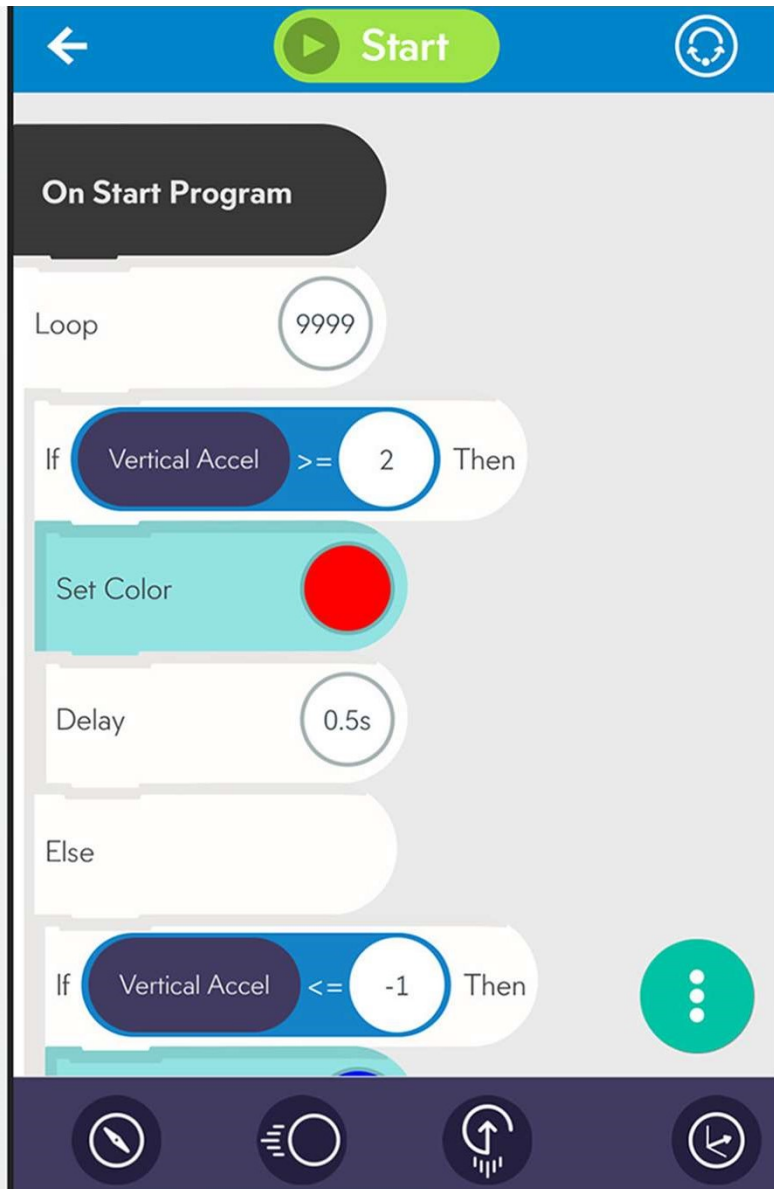 Start
On Start Program
Loop 9999
If Vertical Accel >= 2 Then
Set Color
Delay 0.5s
Else
If Vertical Accel <= -1 Then